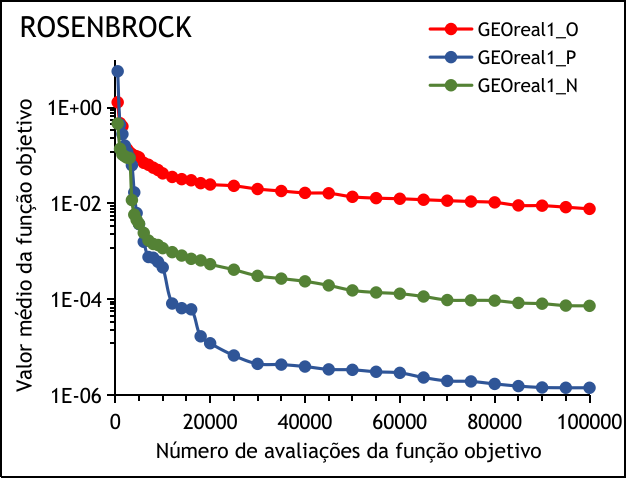 ROSENBROCK
GEOreal1_O
GEOreal1_P
GEOreal1_N
Valor médio da função objetivo
1E+00
1E-02
1E-04
1E-06
0 20000 40000 60000 80000 100000
Número de avaliações da função objetivo